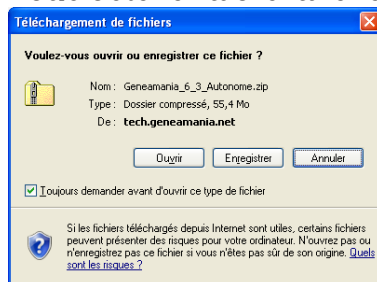 Téléchargement de fichiers
Voulez-vous ouvrir ou enregistrer ce fichier ?
Nom : Geneamania_6_3_Autonome.zip
Type : Dossier compressé, 55,4 Mo
De : tech.geneamania.net
Ouvrir Enregistrer Annuler
Toujours demander avant d'ouvrir ce type de fichier
Si les fichiers téléchargés depuis Internet sont utiles, certains fichiers
peuvent présenter des risques pour votre ordinateur. N'ouvrez pas ou
n'enregistrez pas ce fichier si vous n'êtes pas sûr de son origine. Quels
sont les risques ?